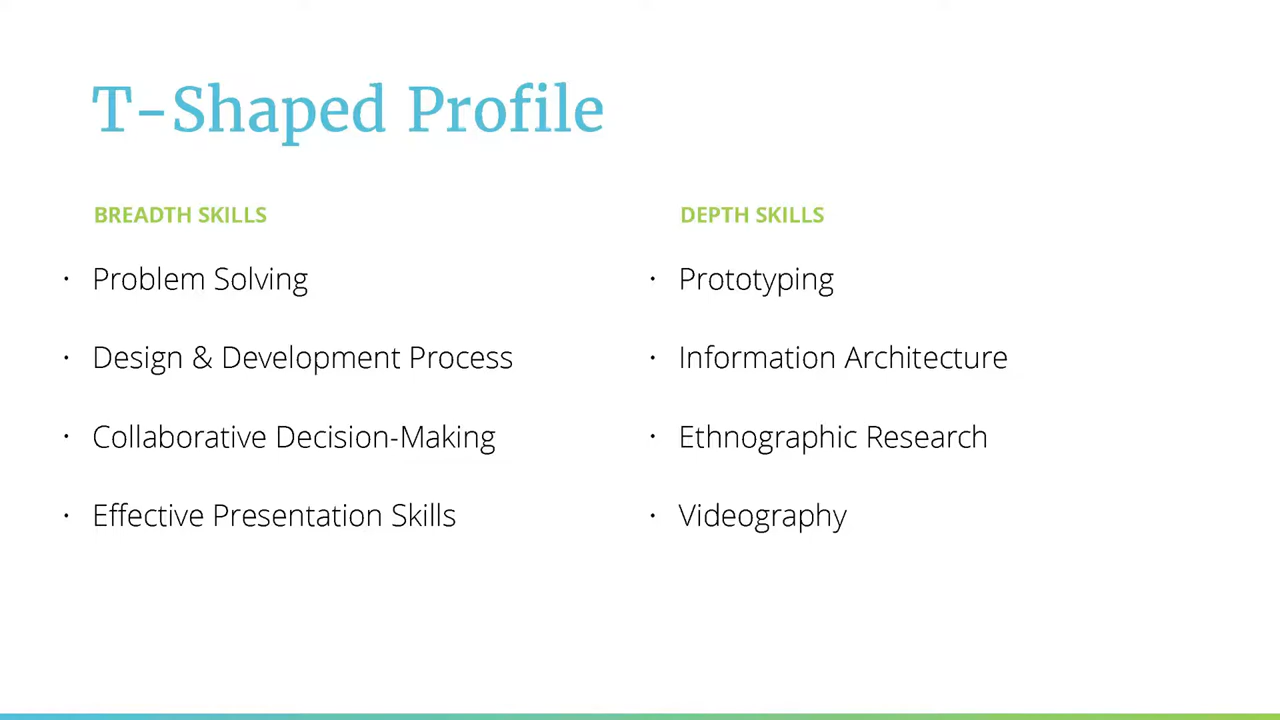 T-Shaped Profile
BREADTH SKILLS
· Problem Solving
· Design & Development Process
· Collaborative Decision-Making
· Effective Presentation Skills
DEPTH SKILLS
· Prototyping
· Information Architecture
· Ethnographic Research
· Videography